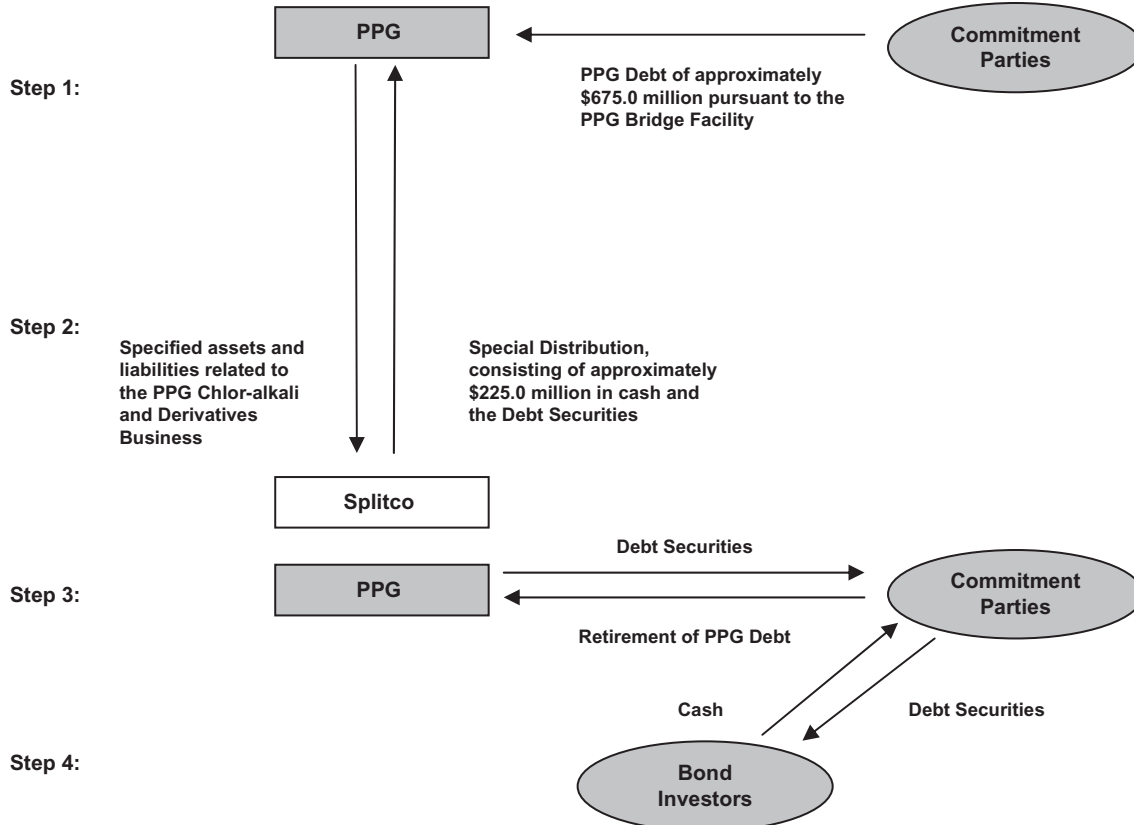 PPG
Commitment
Parties
Step 1:
PPG Debt of approximately
$675.0 million pursuant to the
PPG Bridge Facility
Step 2:
Specified assets and
liabilities related to
the PPG Chlor-alkali
and Derivatives
Business
Special Distribution,
consisting of approximately
$225.0 million in cash and
the Debt Securities
Splitco
Debt Securities
Step 3:
PPG
Commitment
Parties
Retirement of PPG Debt
Cash
Debt Securities
Step 4:
Bond
Investors